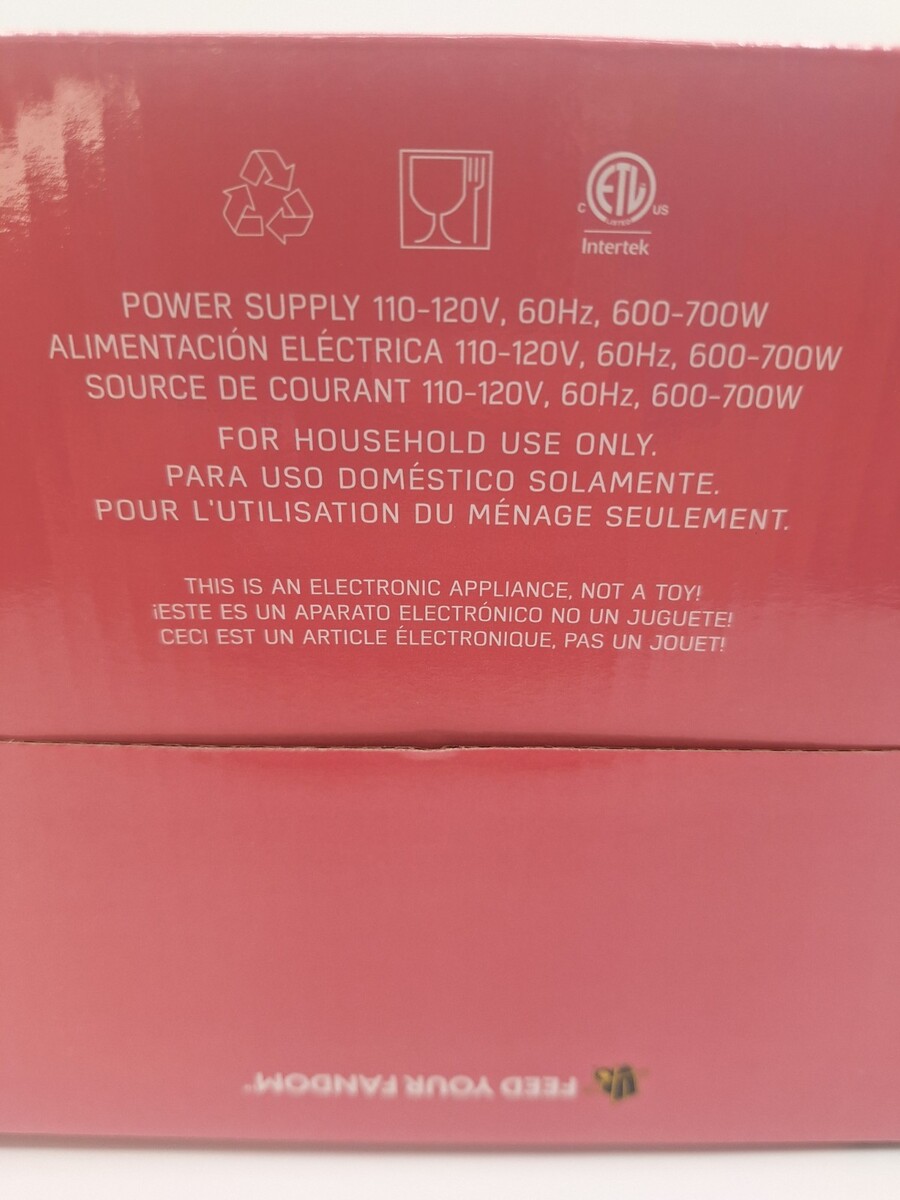 ETL
C
US
LISTED
Intertek
POWER SUPPLY 110-120V, 60Hz, 600-700W
ALIMENTACIÓN ELÉCTRICA 110-120V, 60Hz, 600-700W
SOURCE DE COURANT 110-120V, 60Hz, 600-700W
FOR HOUSEHOLD USE ONLY.
PARA USO DOMÉSTICO SOLAMENTE.
POUR L'UTILISATION DU MÉNAGE SEULEMENT.
THIS IS AN ELECTRONIC APPLIANCE, NOT A TOY!
¡ESTE ES UN APARATO ELECTRÓNICO NO UN JUGUETE!
CECI EST UN ARTICLE ÉLECTRONIQUE, PAS UN JOUET!
FEED YOUR FANDOM